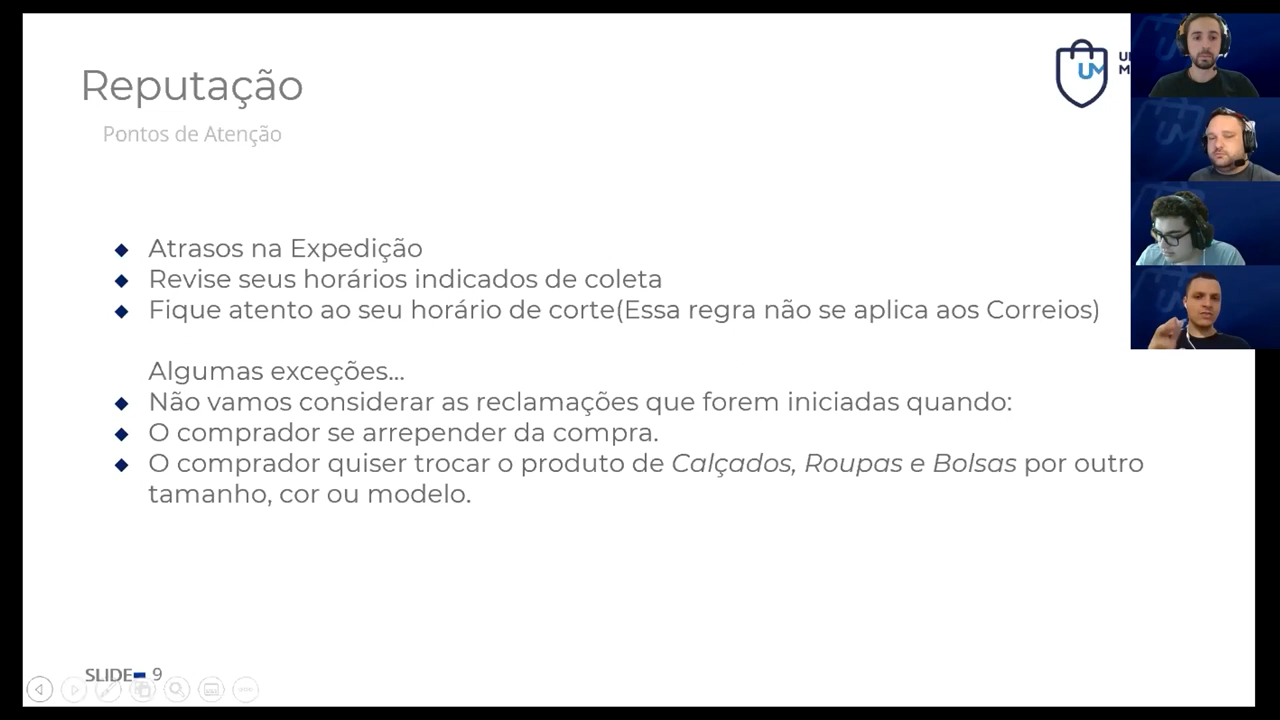 Reputação
Pontos de Atenção
UM
Atrasos na Expedição
Revise seus horários indicados de coleta
Fique atento ao seu horário de corte(Essa regra não se aplica aos Correios)
Algumas exceções...
Não vamos considerar as reclamações que forem iniciadas quando:
O comprador se arrepender da compra.
O comprador quiser trocar o produto de Calçados, Roupas e Bolsas por outro
tamanho, cor ou modelo.
SLIDE 9